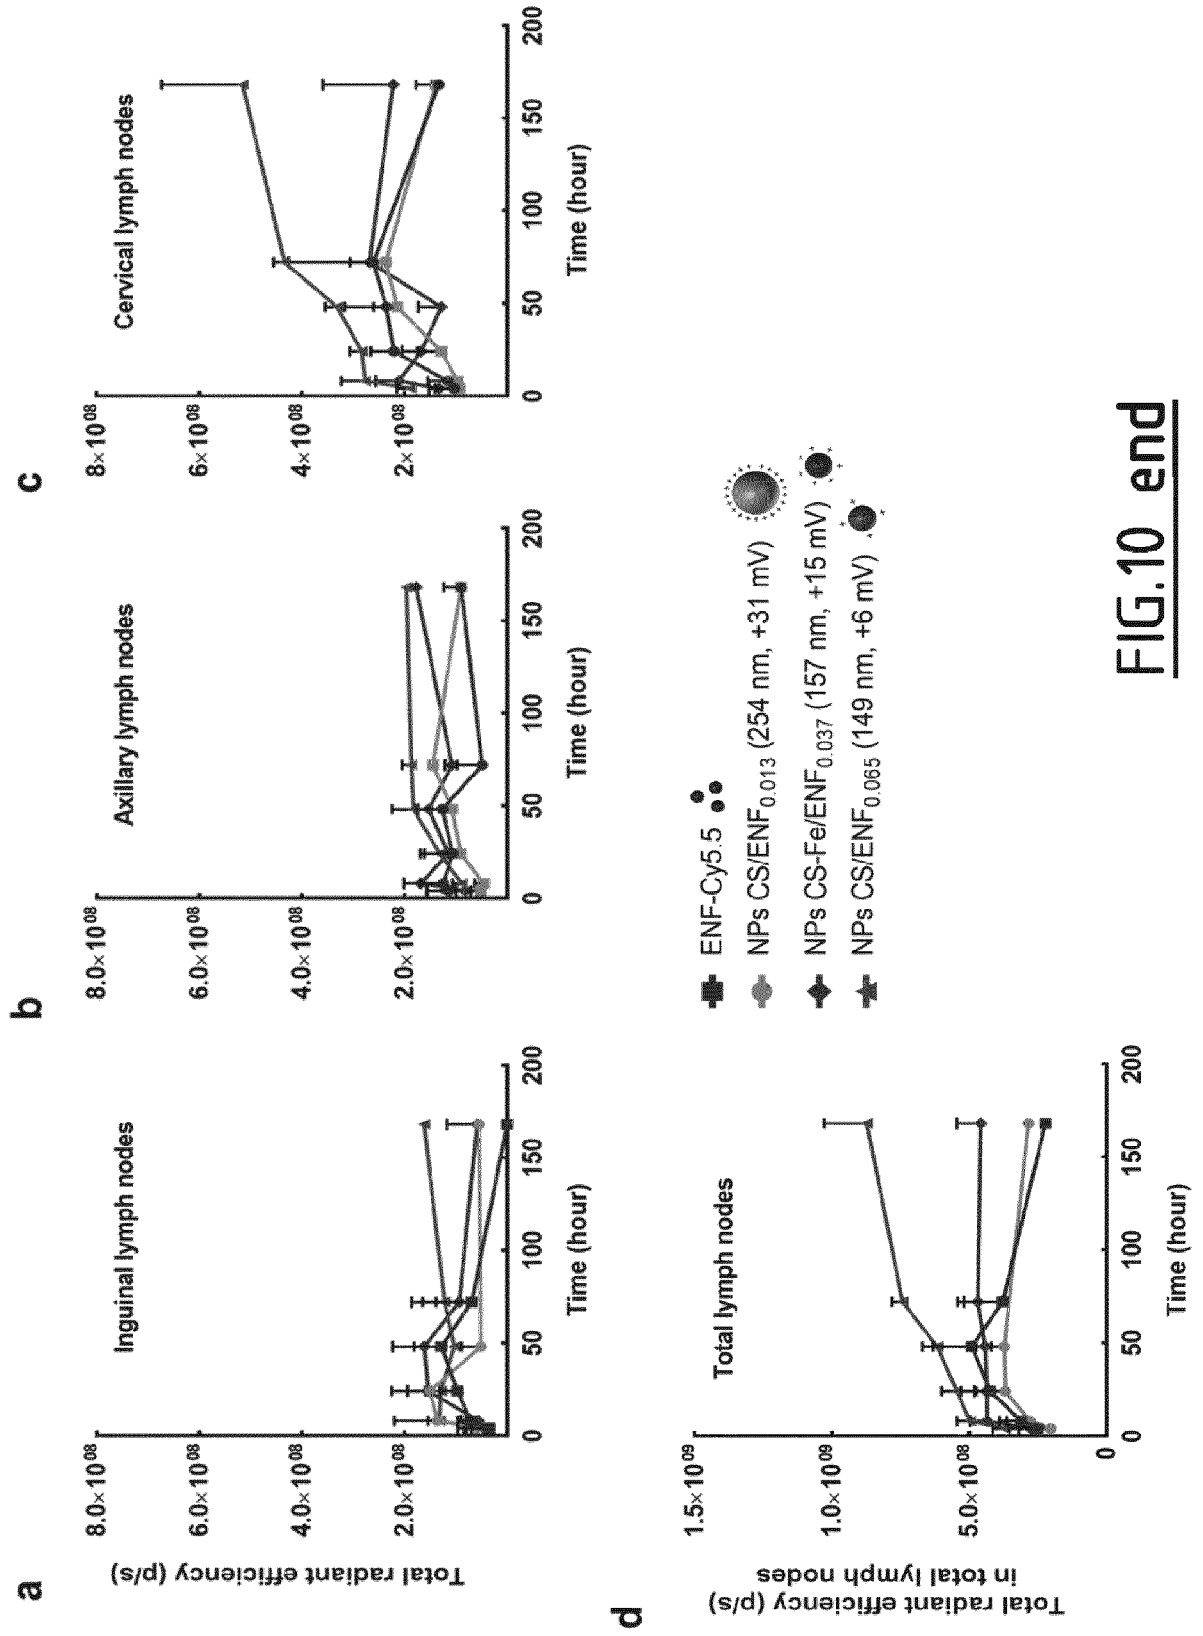 a
Inguinal lymph nodes
Total radiant efficiency (p/s)
8.0×10⁰⁸
6.0×10⁰⁸
4.0×10⁰⁸
2.0×10⁰⁸
0
50
100
150
200
Time (hour)
b
Axillary lymph nodes
8.0×10⁰⁸
6.0×10⁰⁸
4.0×10⁰⁸
2.0×10⁰⁸
0
50
100
150
200
Time (hour)
c
Cervical lymph nodes
8×10⁰⁸
6×10⁰⁸
4×10⁰⁸
2×10⁰⁸
0
50
100
150
200
Time (hour)
d
Total lymph nodes
Total radiant efficiency (p/s)
in total lymph nodes
1.5×10⁰⁹
1.0×10⁰⁹
5.0×10⁰⁸
0
0
50
100
150
200
Time (hour)
ENF-Cy5.5
NPs CS/ENF₀.₀₁₃ (254 nm, +31 mV)
NPs CS-Fe/ENF₀.₀₃₇ (157 nm, +15 mV)
NPs CS/ENF₀.₀₆₅ (149 nm, +6 mV)
FIG.10 end